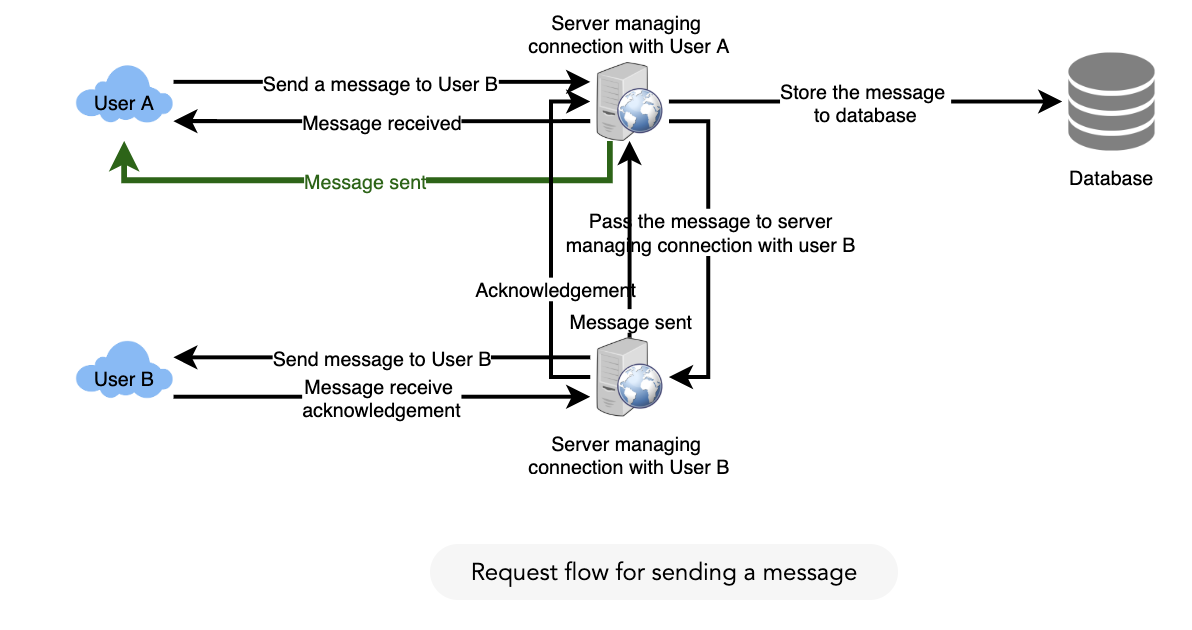 Server managing
connection with User A
User A
Send a message to User B
Message received
Message sent
Store the message
to database
Database
Pass the message to server
managing connection with user B
Acknowledgement
Message sent
User B
Send message to User B
Message receive
acknowledgement
Server managing
connection with User B
Request flow for sending a message